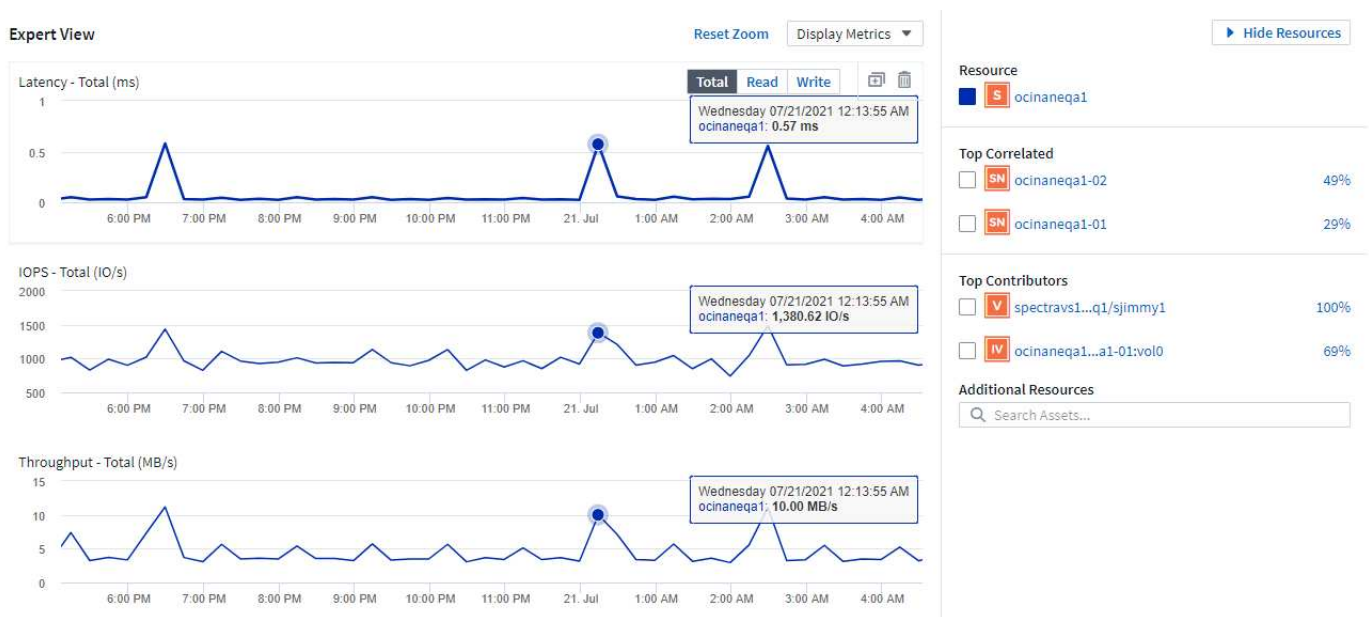 Expert View
Reset Zoom
Display Metrics
Hide Resources
Latency - Total (ms)
Total Read Write
Wednesday 07/21/2021 12:13:55 AM
ocinaneqa1: 0.57 ms
1
0.5
0
6:00 PM 7:00 PM 8:00 PM 9:00 PM 10:00 PM 11:00 PM 21. Jul 1:00 AM 2:00 AM 3:00 AM 4:00 AM
IOPS - Total (IO/s)
Wednesday 07/21/2021 12:13:55 AM
ocinaneqa1: 1,380.62 IO/s
2000
1500
1000
500
6:00 PM 7:00 PM 8:00 PM 9:00 PM 10:00 PM 11:00 PM 21. Jul 1:00 AM 2:00 AM 3:00 AM 4:00 AM
Throughput - Total (MB/s)
Wednesday 07/21/2021 12:13:55 AM
ocinaneqa1: 10.00 MB/s
15
10
5
0
6:00 PM 7:00 PM 8:00 PM 9:00 PM 10:00 PM 11:00 PM 21. Jul 1:00 AM 2:00 AM 3:00 AM 4:00 AM
Resource
S ocinaneqa1
Top Correlated
SN ocinaneqa1-02 49%
SN ocinaneqa1-01 29%
Top Contributors
V spectravs1...q1/sjimmy1 100%
IV ocinaneqa1...a1-01:vol0 69%
Additional Resources
Search Assets...